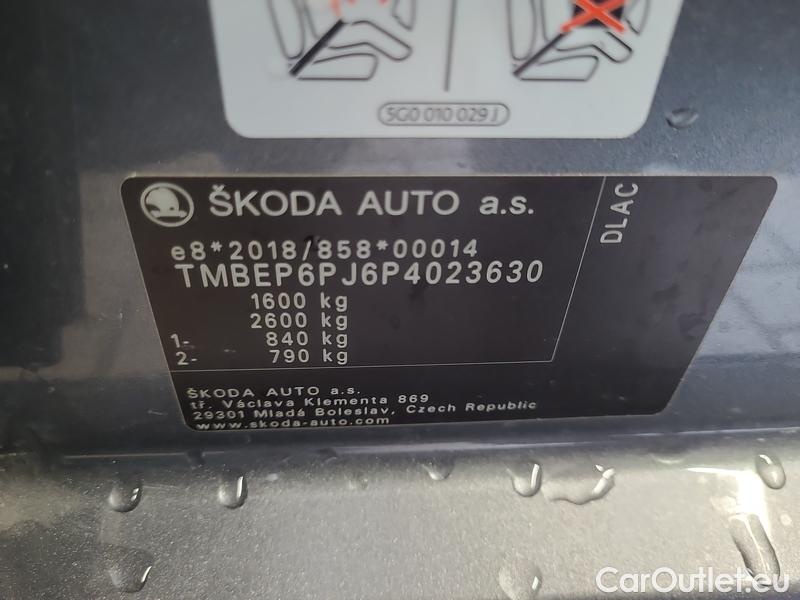 5G0 010 029 J
ŠKODA AUTO a.s.
DLAC
e8*2018/858*00014
TMBEP6PJ6P4023630
1600 kg
2600 kg
1- 840 kg
2- 790 kg
ŠKODA AUTO a.s.
tř. Václava Klementa 869
29301 Mladá Boleslav, Czech Republic
www.skoda-auto.com
CarOutlet.eu